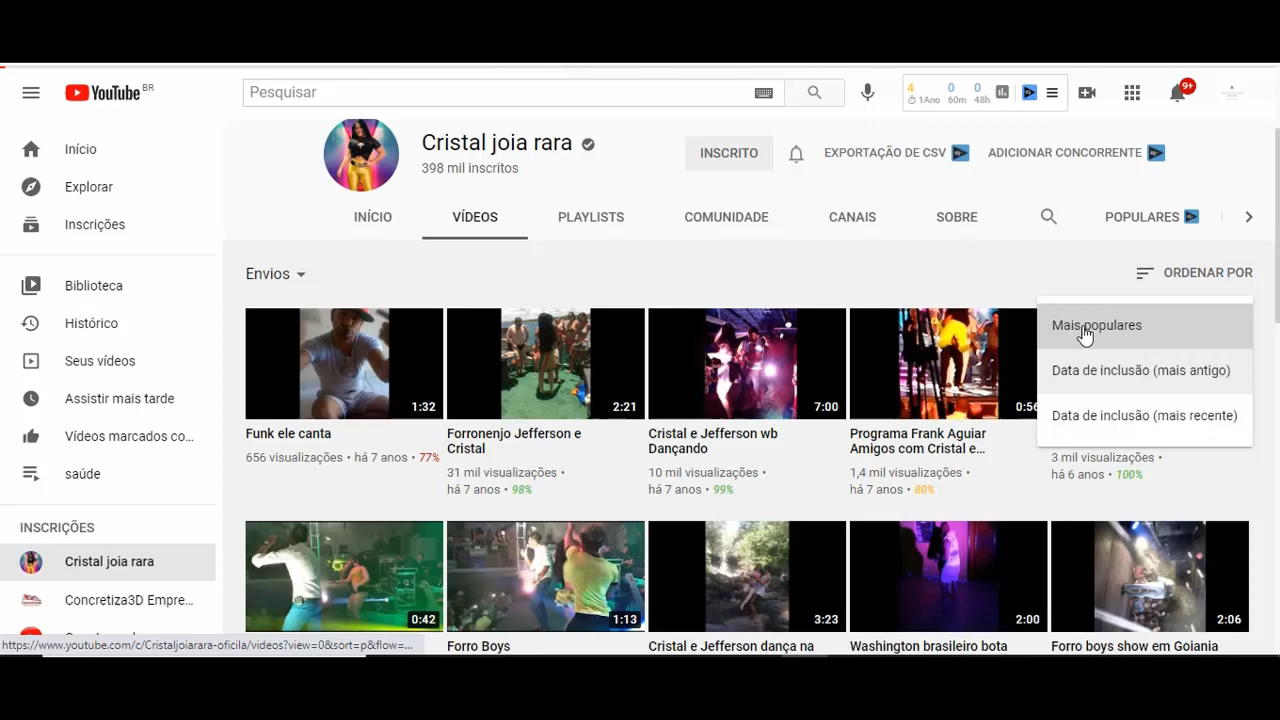 YouTube BR
Pesquisar
4 0 0
1Ano 60m 48h
9+
Início
Explorar
Inscrições
Biblioteca
Histórico
Seus vídeos
Assistir mais tarde
Vídeos marcados co...
saúde
INSCRIÇÕES
Cristal joia rara
Concretiza3D Empre...
Cristal joia rara
398 mil inscritos
INSCRITO
EXPORTAÇÃO DE CSV
ADICIONAR CONCORRENTE
INÍCIO
VÍDEOS
PLAYLISTS
COMUNIDADE
CANAIS
SOBRE
POPULARES
Envios
ORDENAR POR
Mais populares
Data de inclusão (mais antigo)
Data de inclusão (mais recente)
1:32
Funk ele canta
656 visualizações • há 7 anos • 77%
2:21
Forronenjo Jefferson e
Cristal
31 mil visualizações •
há 7 anos • 98%
7:00
Cristal e Jefferson wb
Dançando
10 mil visualizações •
há 7 anos • 99%
0:56
Programa Frank Aguiar
Amigos com Cristal e...
1,4 mil visualizações •
há 7 anos • 80%
3 mil visualizações •
há 6 anos • 100%
0:42
1:13
Forro Boys
3:23
Cristal e Jefferson dança na
2:00
Washington brasileiro bota
2:06
Forro boys show em Goiania
https://www.youtube.com/c/Cristaljoiarara-oficila/videos?view=0&sort=p&flow=...